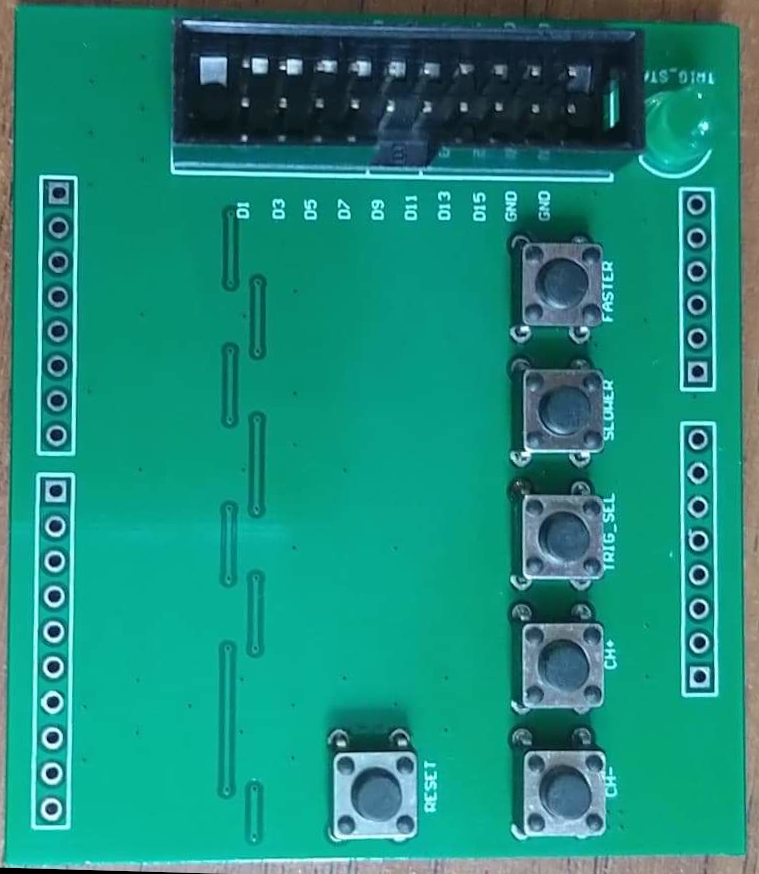 TRIG_STA
D1
D3
D5
D7
D9
D11
D13
D15
GND
GND
FASTER
SLOWER
TRIG_SEL
CH+
CH-
RESET